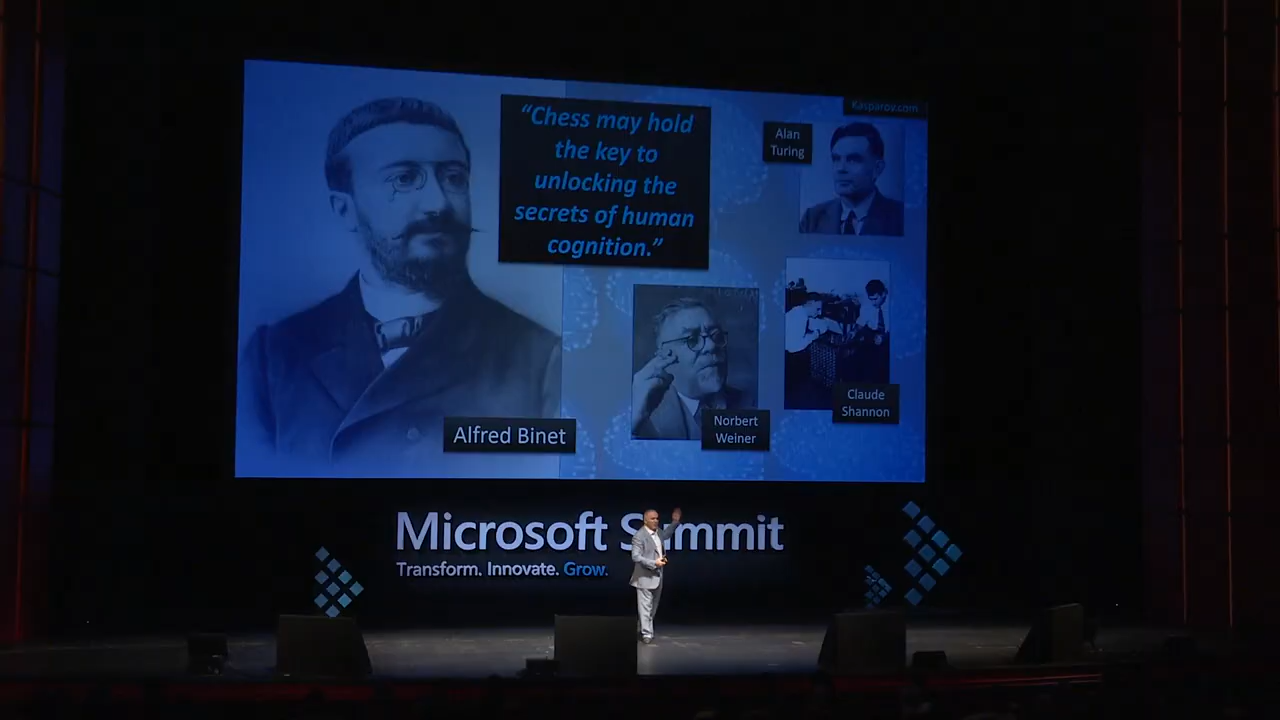 Kasparov.com
“Chess may hold
the key to
unlocking the
secrets of human
cognition.”
Alan
Turing
Claude
Shannon
Norbert
Weiner
Alfred Binet
Microsoft Summit
Transform. Innovate. Grow.